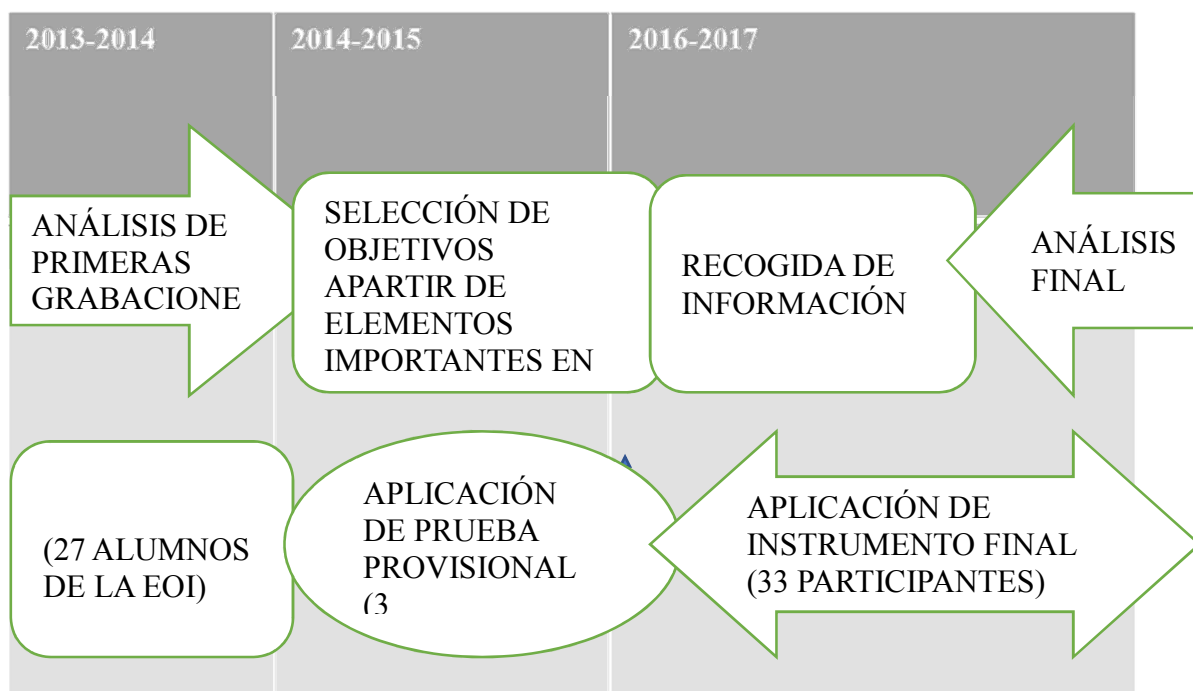 2013-2014
2014-2015
2016-2017
ANÁLISIS DE
PRIMERAS
GRABACIONE
SELECCIÓN DE
OBJETIVOS
APARTIR DE
ELEMENTOS
IMPORTANTES EN
RECOGIDA DE
INFORMACIÓN
ANÁLISIS
FINAL
(27 ALUMNOS
DE LA EOI)
APLICACIÓN
DE PRUEBA
PROVISIONAL
(3
APLICACIÓN DE
INSTRUMENTO FINAL
(33 PARTICIPANTES)